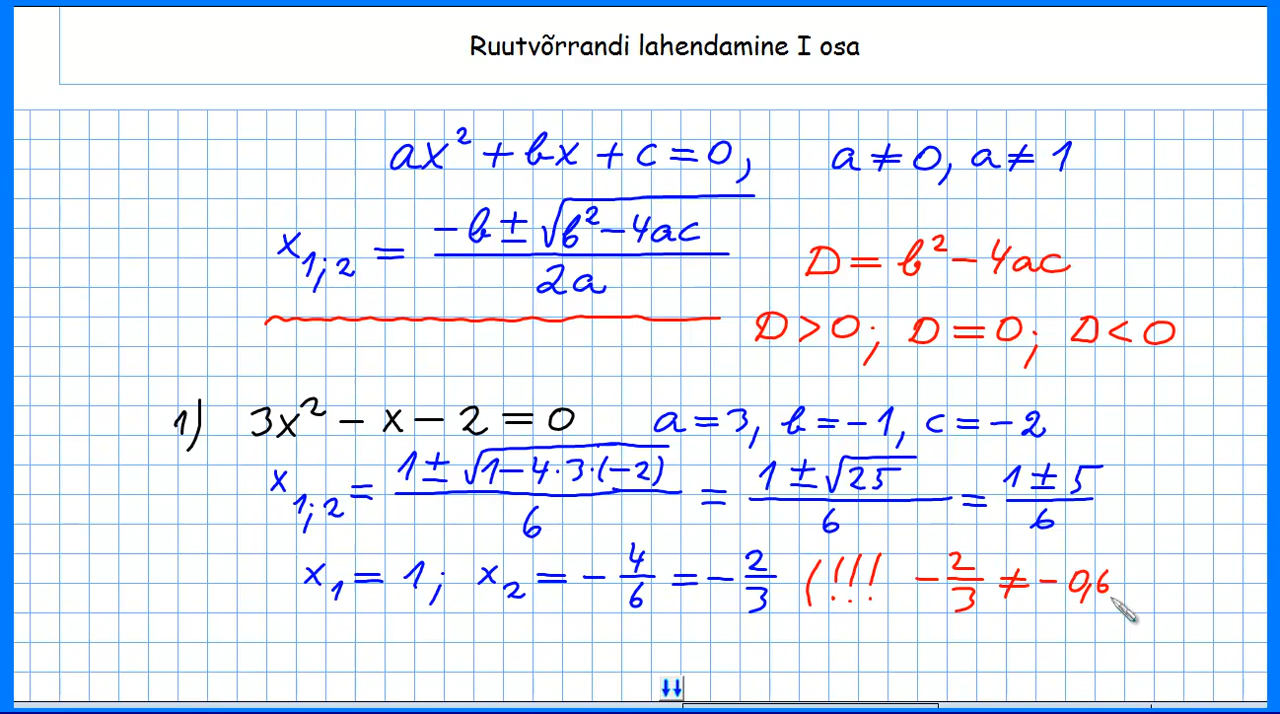 Ruutvõrrandi lahendamine I osa
ax² + bx + c = 0, a ≠ 0, a ≠ 1
x₁;₂ = (-b ± √(b² - 4ac)) / 2a
D = b² - 4ac
D > 0; D = 0; D < 0
1) 3x² - x - 2 = 0 a = 3, b = -1, c = -2
x₁;₂ = (1 ± √(1 - 4·3·(-2))) / 6 = (1 ± √25) / 6 = (1 ± 5) / 6
x₁ = 1; x₂ = -4/6 = -2/3 (!!! -2/3 ≠ -0,6